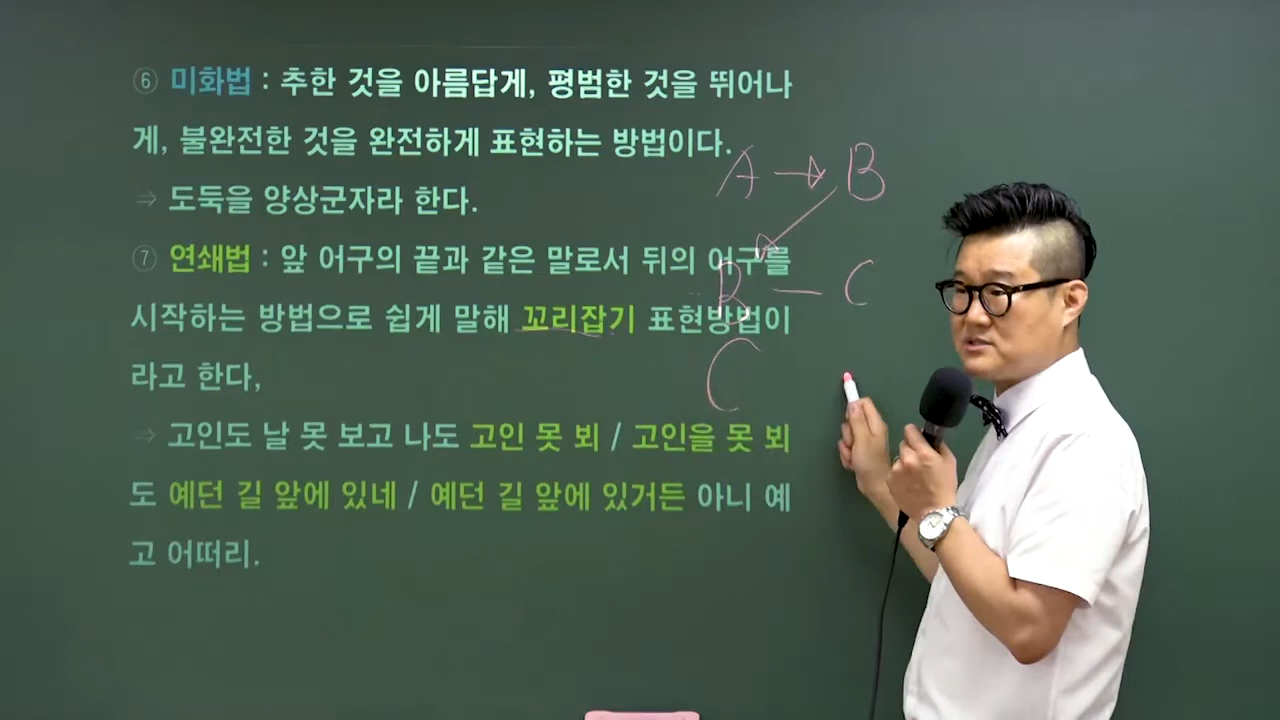 ⑥ 미화법 : 추한 것을 아름답게, 평범한 것을 뛰어나
게, 불완전한 것을 완전하게 표현하는 방법이다.
⇒ 도둑을 양상군자라 한다.
⑦ 연쇄법 : 앞 어구의 끝과 같은 말로서 뒤의 어구를
시작하는 방법으로 쉽게 말해 꼬리잡기 표현방법이
라고 한다,
⇒ 고인도 날 못 보고 나도 고인 못 뵈 / 고인을 못 뵈
도 예던 길 앞에 있네 / 예던 길 앞에 있거든 아니 예
고 어떠리.
A → B
B — C
C